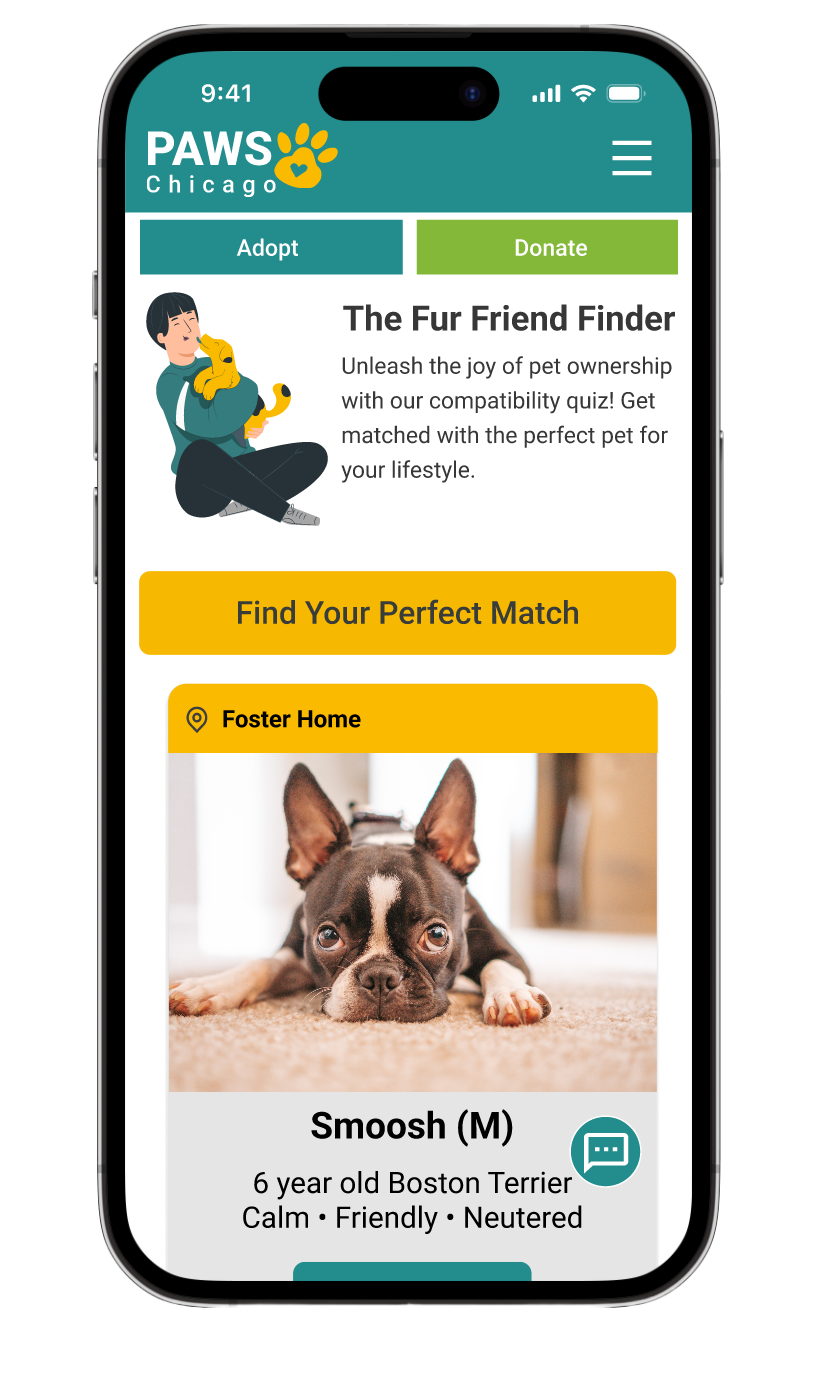 9:41
PAWS
Chicago
Adopt
Donate
The Fur Friend Finder
Unleash the joy of pet ownership
with our compatibility quiz! Get
matched with the perfect pet for
your lifestyle.
Find Your Perfect Match
Foster Home
Smoosh (M)
6 year old Boston Terrier
Calm • Friendly • Neutered